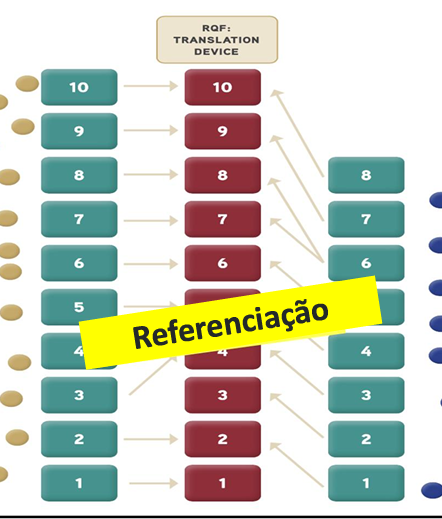 RQF:
TRANSLATION
DEVICE
10 10
9 9
8 8 8
7 7 7
6 6 6
5
Referenciação
4 4 4
3 3 3
2 2 2
1 1 1